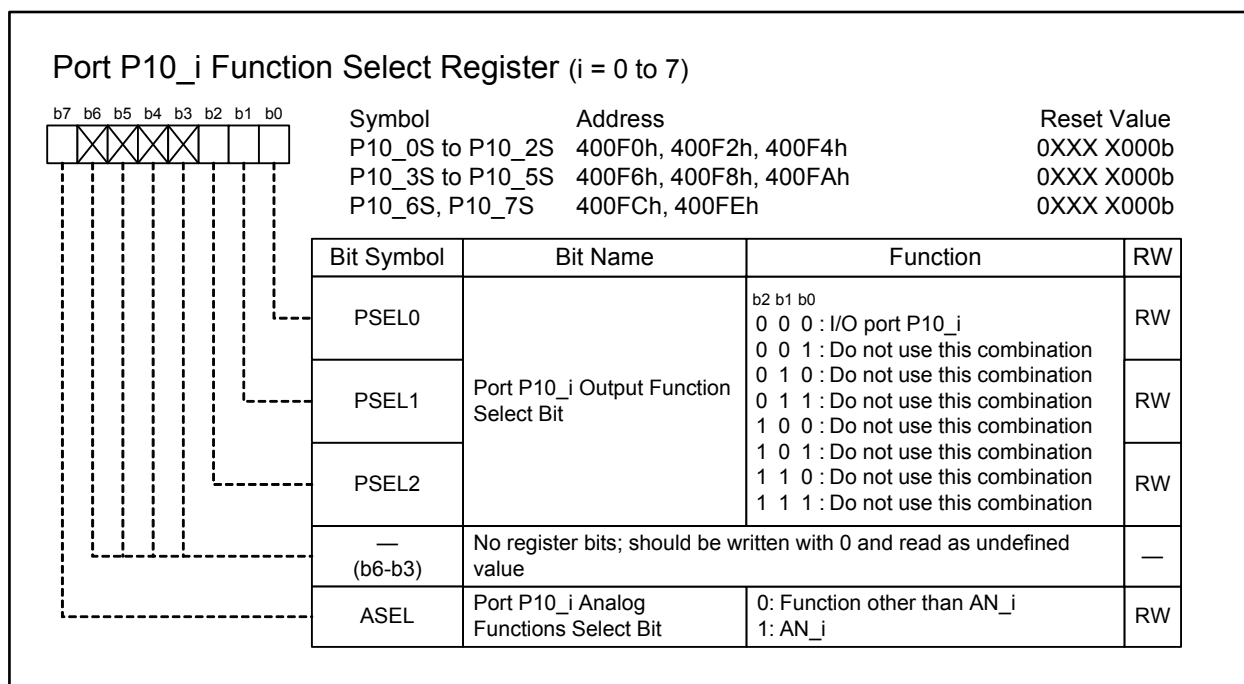 Port P10_i Function Select Register (i = 0 to 7)
b7 b6 b5 b4 b3 b2 b1 b0
Symbol Address Reset Value
P10_0S to P10_2S 400F0h, 400F2h, 400F4h 0XXX X000b
P10_3S to P10_5S 400F6h, 400F8h, 400FAh 0XXX X000b
P10_6S, P10_7S 400FCh, 400FEh 0XXX X000b
Bit Symbol Bit Name Function RW
PSEL0
PSEL1
PSEL2
Port P10_i Output Function
Select Bit
b2 b1 b0
0 0 0 : I/O port P10_i
0 0 1 : Do not use this combination
0 1 0 : Do not use this combination
0 1 1 : Do not use this combination
1 0 0 : Do not use this combination
1 0 1 : Do not use this combination
1 1 0 : Do not use this combination
1 1 1 : Do not use this combination
RW
RW
RW
—
(b6-b3)
No register bits; should be written with 0 and read as undefined
value
—
ASEL
Port P10_i Analog
Functions Select Bit
0: Function other than AN_i
1: AN_i
RW